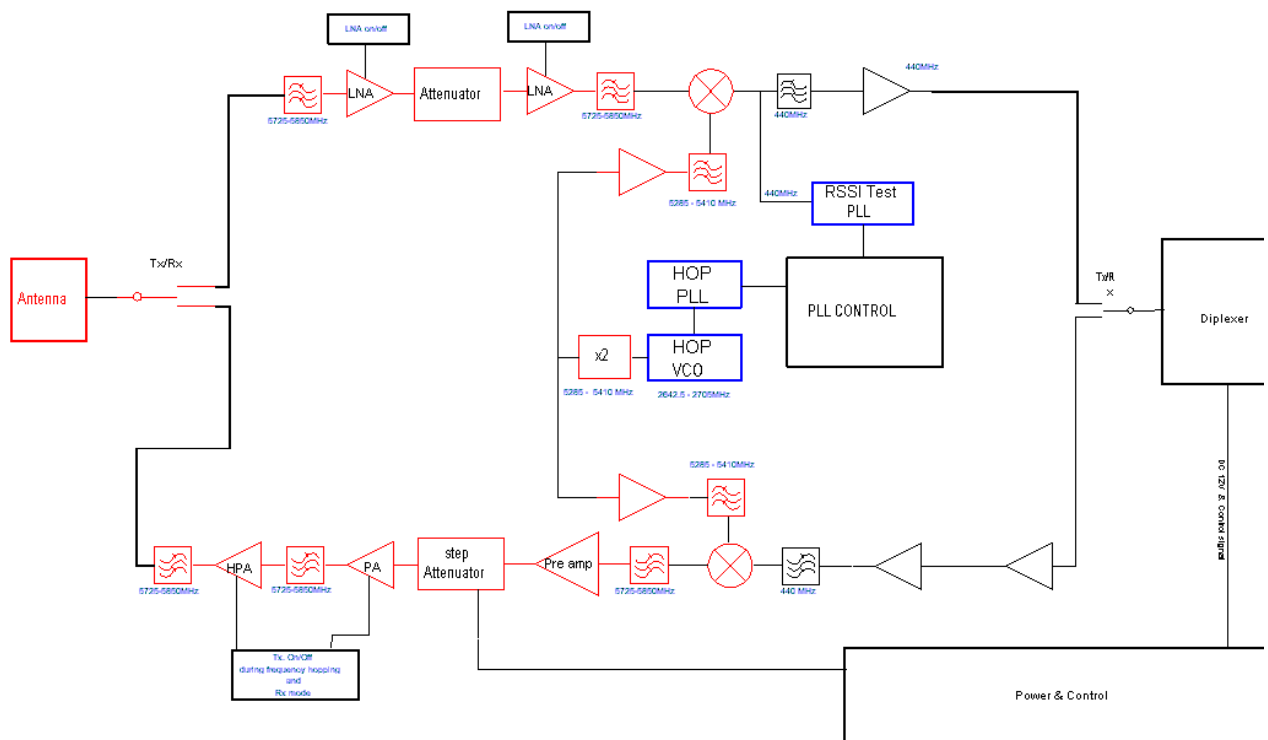 LNA on/off
LNA on/off
440MHz
LNA
Attenuator
LNA
5725-5850MHz
5725-5850MHz
440MHz
5285 - 5410 MHz
440MHz
RSSI Test
PLL
Tx/Rx
Antenna
HOP
PLL
PLL CONTROL
Tx/R
x
Diplexer
x2
HOP
VCO
5285 - 5410 MHz
2642.5 - 2705MHz
DC 12V & Control signal
5285 - 5410MHz
HPA
PA
step
Attenuator
Pre amp
5725-5850MHz
5725-5850MHz
5725-5850MHz
440 MHz
Tx. On/Off
during frequency hopping
and
Rx mode
Power & Control